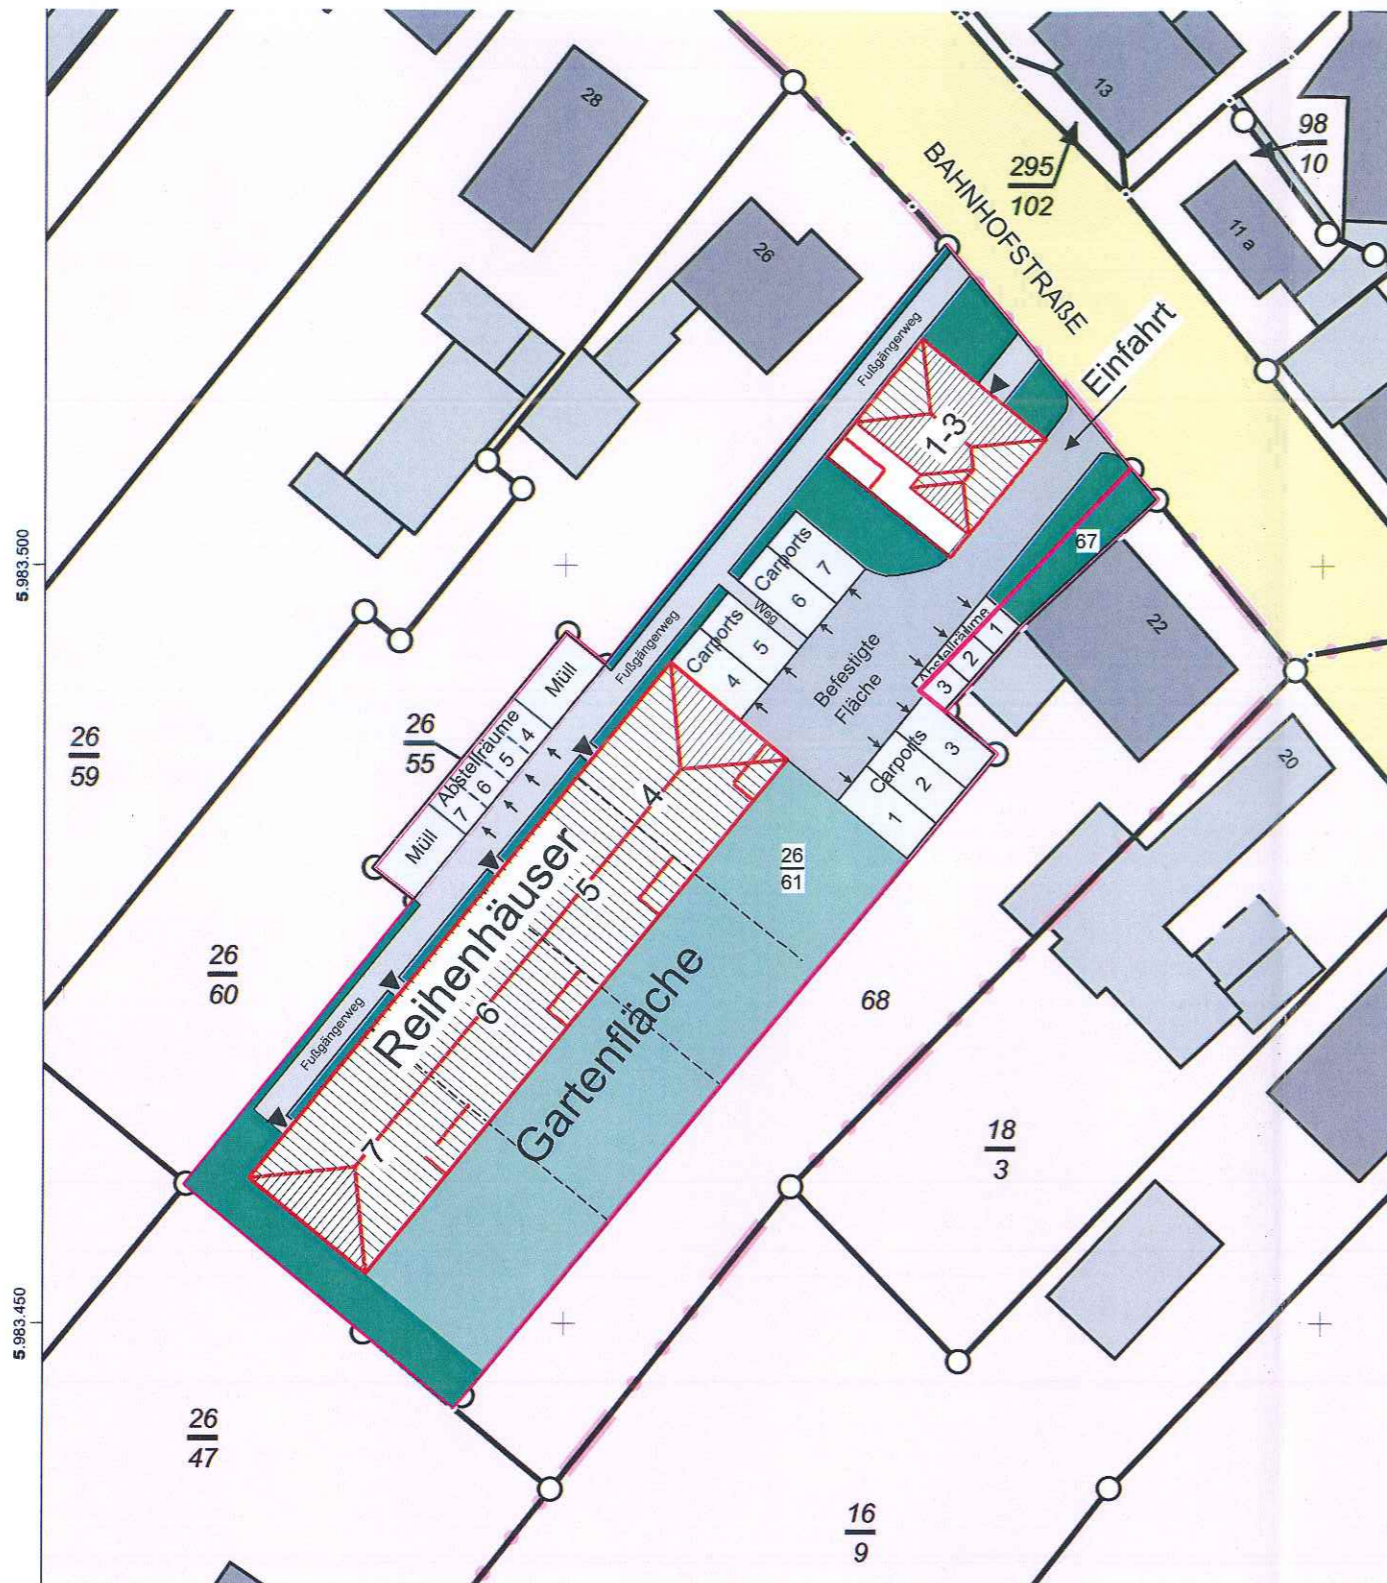 28
13
98
10
295
102
BAHNHOFSTRAßE
11 a
26
Einfahrt
Fußgängerweg
1-3
5.983.500
67
Carports
7
6
Weg
Carports
5
4
Abstellräume
1
2
3
22
Befestigte
Fläche
Fußgängerweg
Müll
Abstellräume
7 6 5 4
Müll
26
59
26
55
Carports
3
2
1
20
4
26
61
Reihenhäuser
5
6
7
Gartenfläche
26
60
Fußgängerweg
68
18
3
5.983.450
26
47
16
9